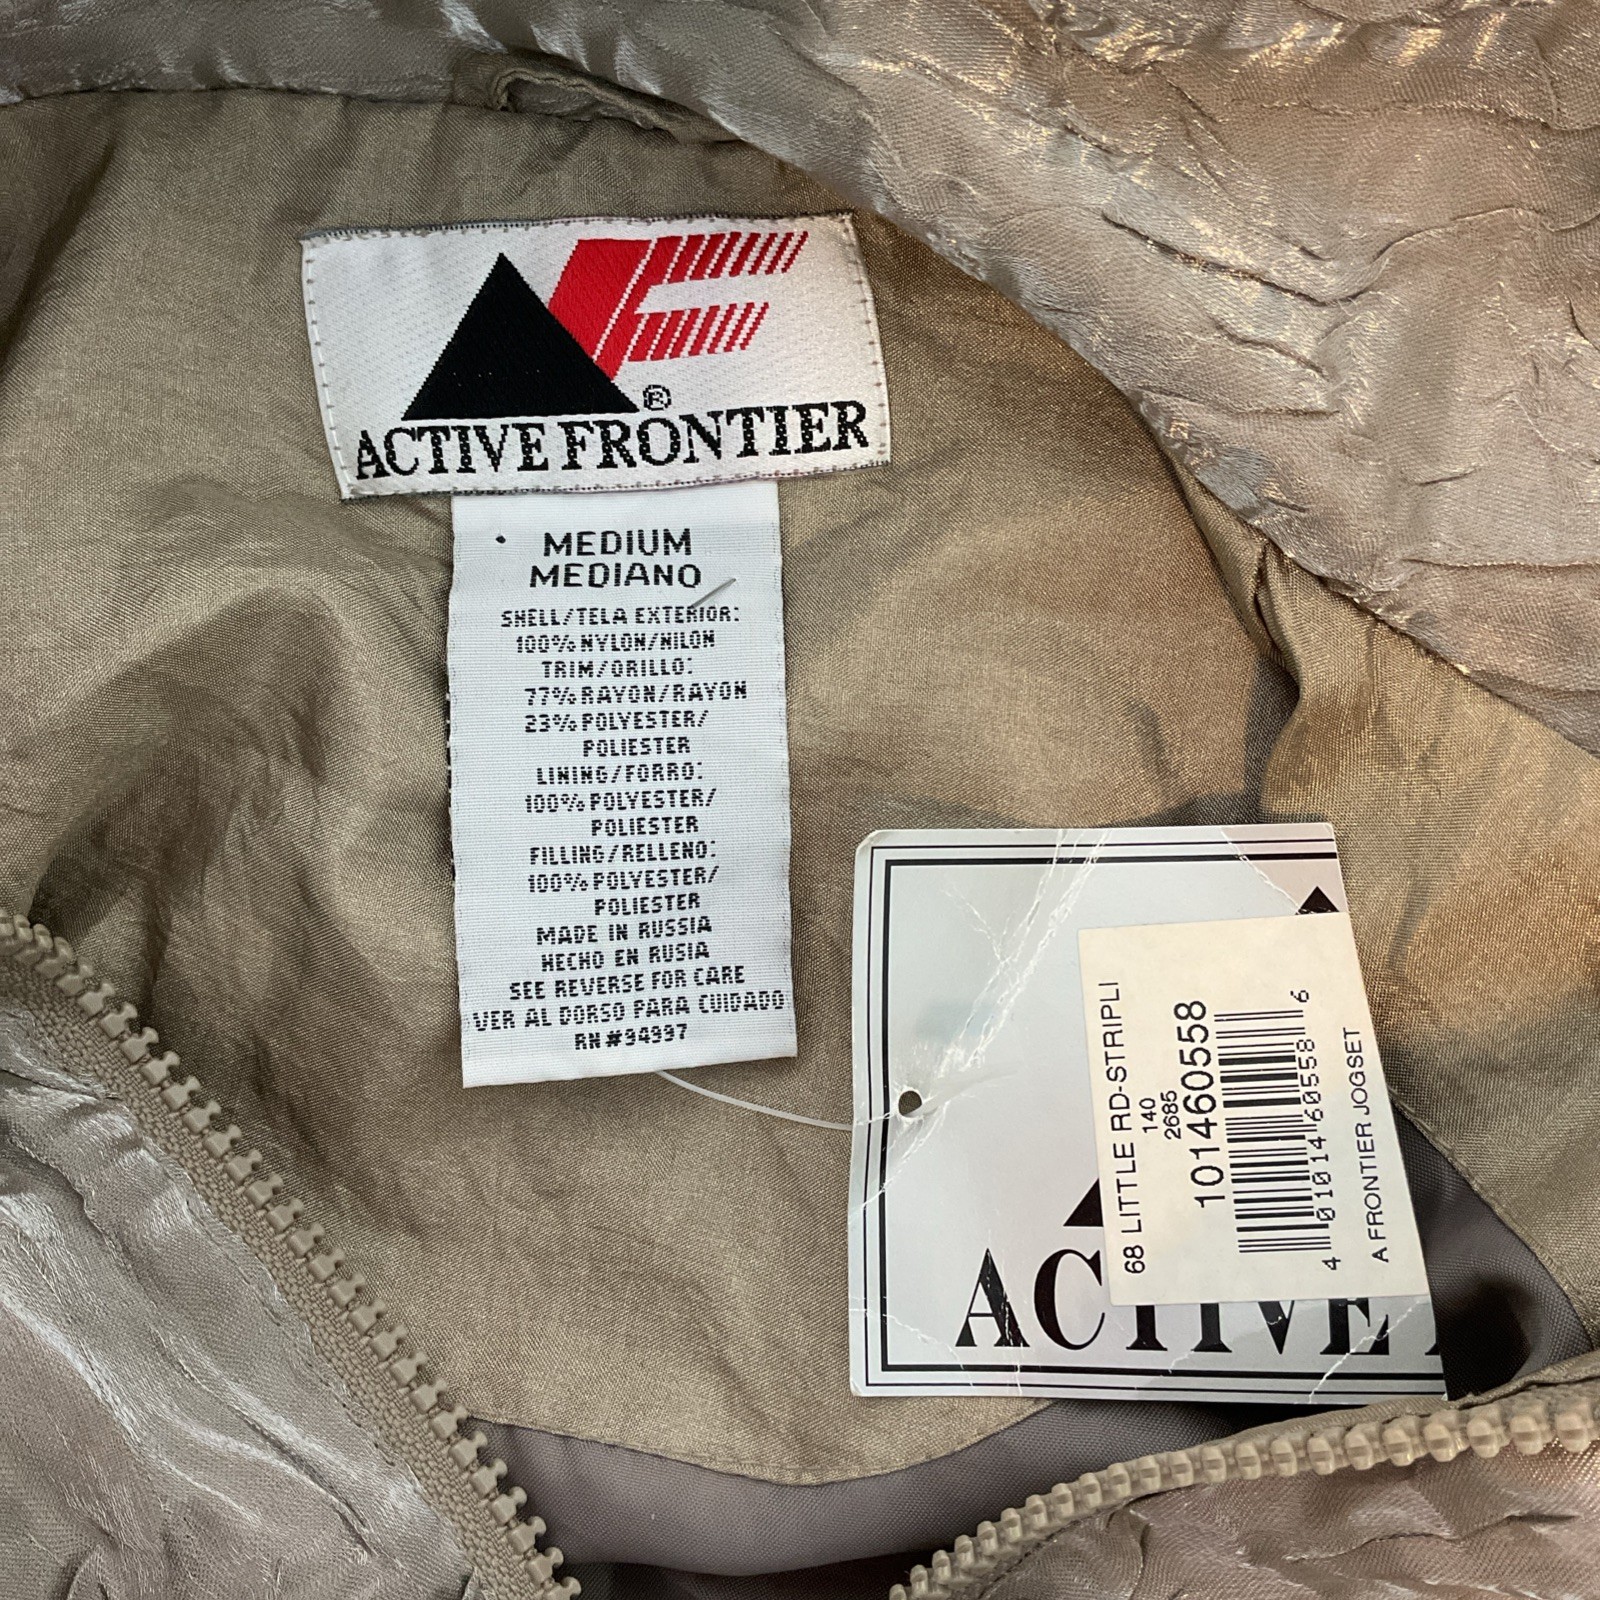 ACTIVE FRONTIER
®
MEDIUM
MEDIANO
SHELL/TELA EXTERIOR:
100% NYLON/NILON
TRIM/ORILLO:
77% RAYON/RAYON
23% POLYESTER/
POLIESTER
LINING/FORRO:
100% POLYESTER/
POLIESTER
FILLING/RELLENO:
100% POLYESTER/
POLIESTER
MADE IN RUSSIA
HECHO EN RUSIA
SEE REVERSE FOR CARE
VER AL DORSO PARA CUIDADO
RN#94997
68 LITTLE RD-STRIPLI
140
2685
101460558
4 01014 60558 6
A FRONTIER JOGSET
ACTIVE